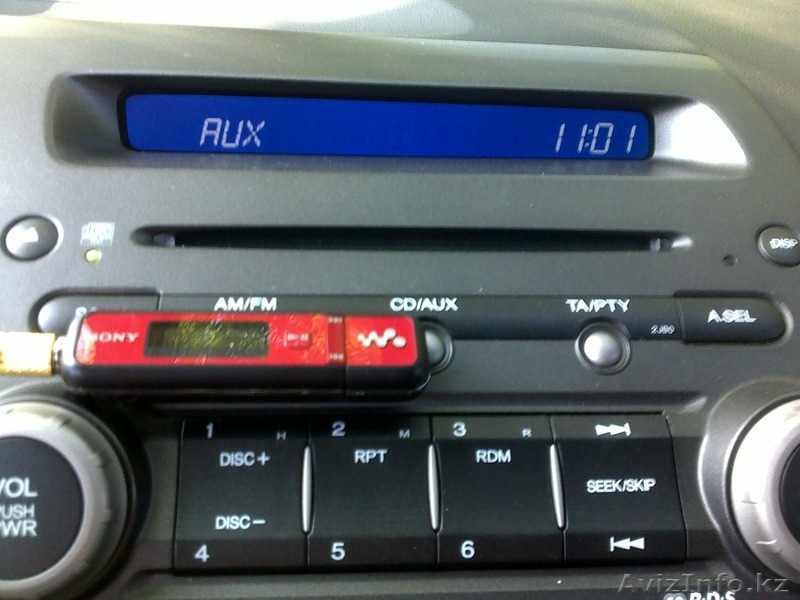 AUX 11:01
DISP
AM/FM CD/AUX TA/PTY
A.SEL
SONY
1 H 2 M 3 R
DISC+ RPT RDM
VOL
PUSH
PWR
SEEK/SKIP
DISC-
4 5 6
R·D·S
AvizInfo.kz